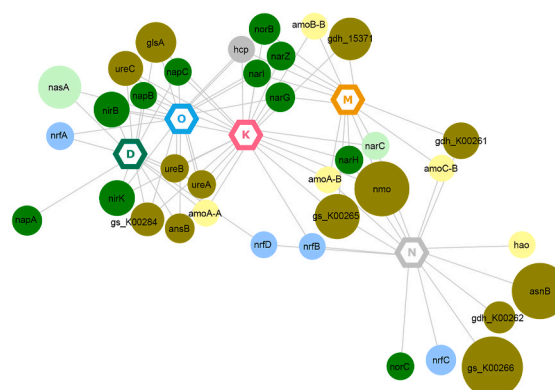 amoB-B
norB
glsA
gdh_15371
hcp
narZ
ureC
napC
narI
nasA
napB
narG
M
nirB
O
nrfA
K
narC
gdh_K00261
D
narH
ureB
amoC-B
amoA-B
ureA
nmo
nirK
gs_K00284
amoA-A
gs_K00265
napA
ansB
nrfD
nrfB
hao
N
asnB
gdh_K00262
nrfC
norC
gs_K00266